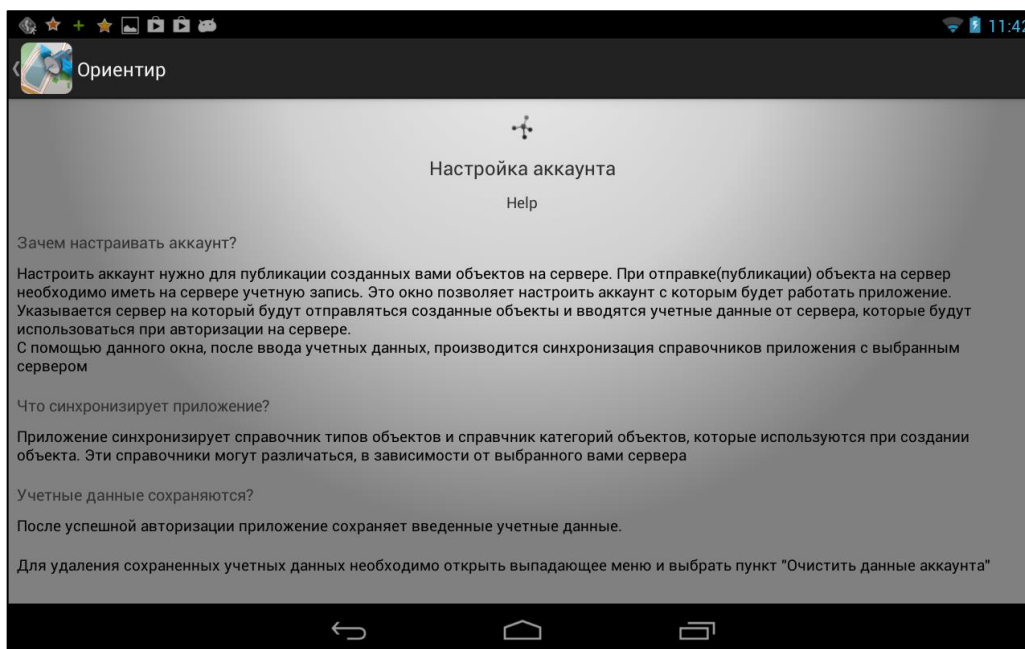 11:42
Ориентир
Настройка аккаунта
Help
Зачем настраивать аккаунт?
Настроить аккаунт нужно для публикации созданных вами объектов на сервере. При отправке(публикации) объекта на сервер
необходимо иметь на сервере учетную запись. Это окно позволяет настроить аккаунт с которым будет работать приложение.
Указывается сервер на который будут отправляться созданные объекты и вводятся учетные данные от сервера, которые будут
использоваться при авторизации на сервере.
С помощью данного окна, после ввода учетных данных, производится синхронизация справочников приложения с выбранным
сервером
Что синхронизирует приложение?
Приложение синхронизирует справочник типов объектов и справчник категорий объектов, которые используются при создании
объекта. Эти справочники могут различаться, в зависимости от выбранного вами сервера
Учетные данные сохраняются?
После успешной авторизации приложение сохраняет введенные учетные данные.
Для удаления сохраненных учетных данных необходимо открыть выпадающее меню и выбрать пункт "Очистить данные аккаунта"